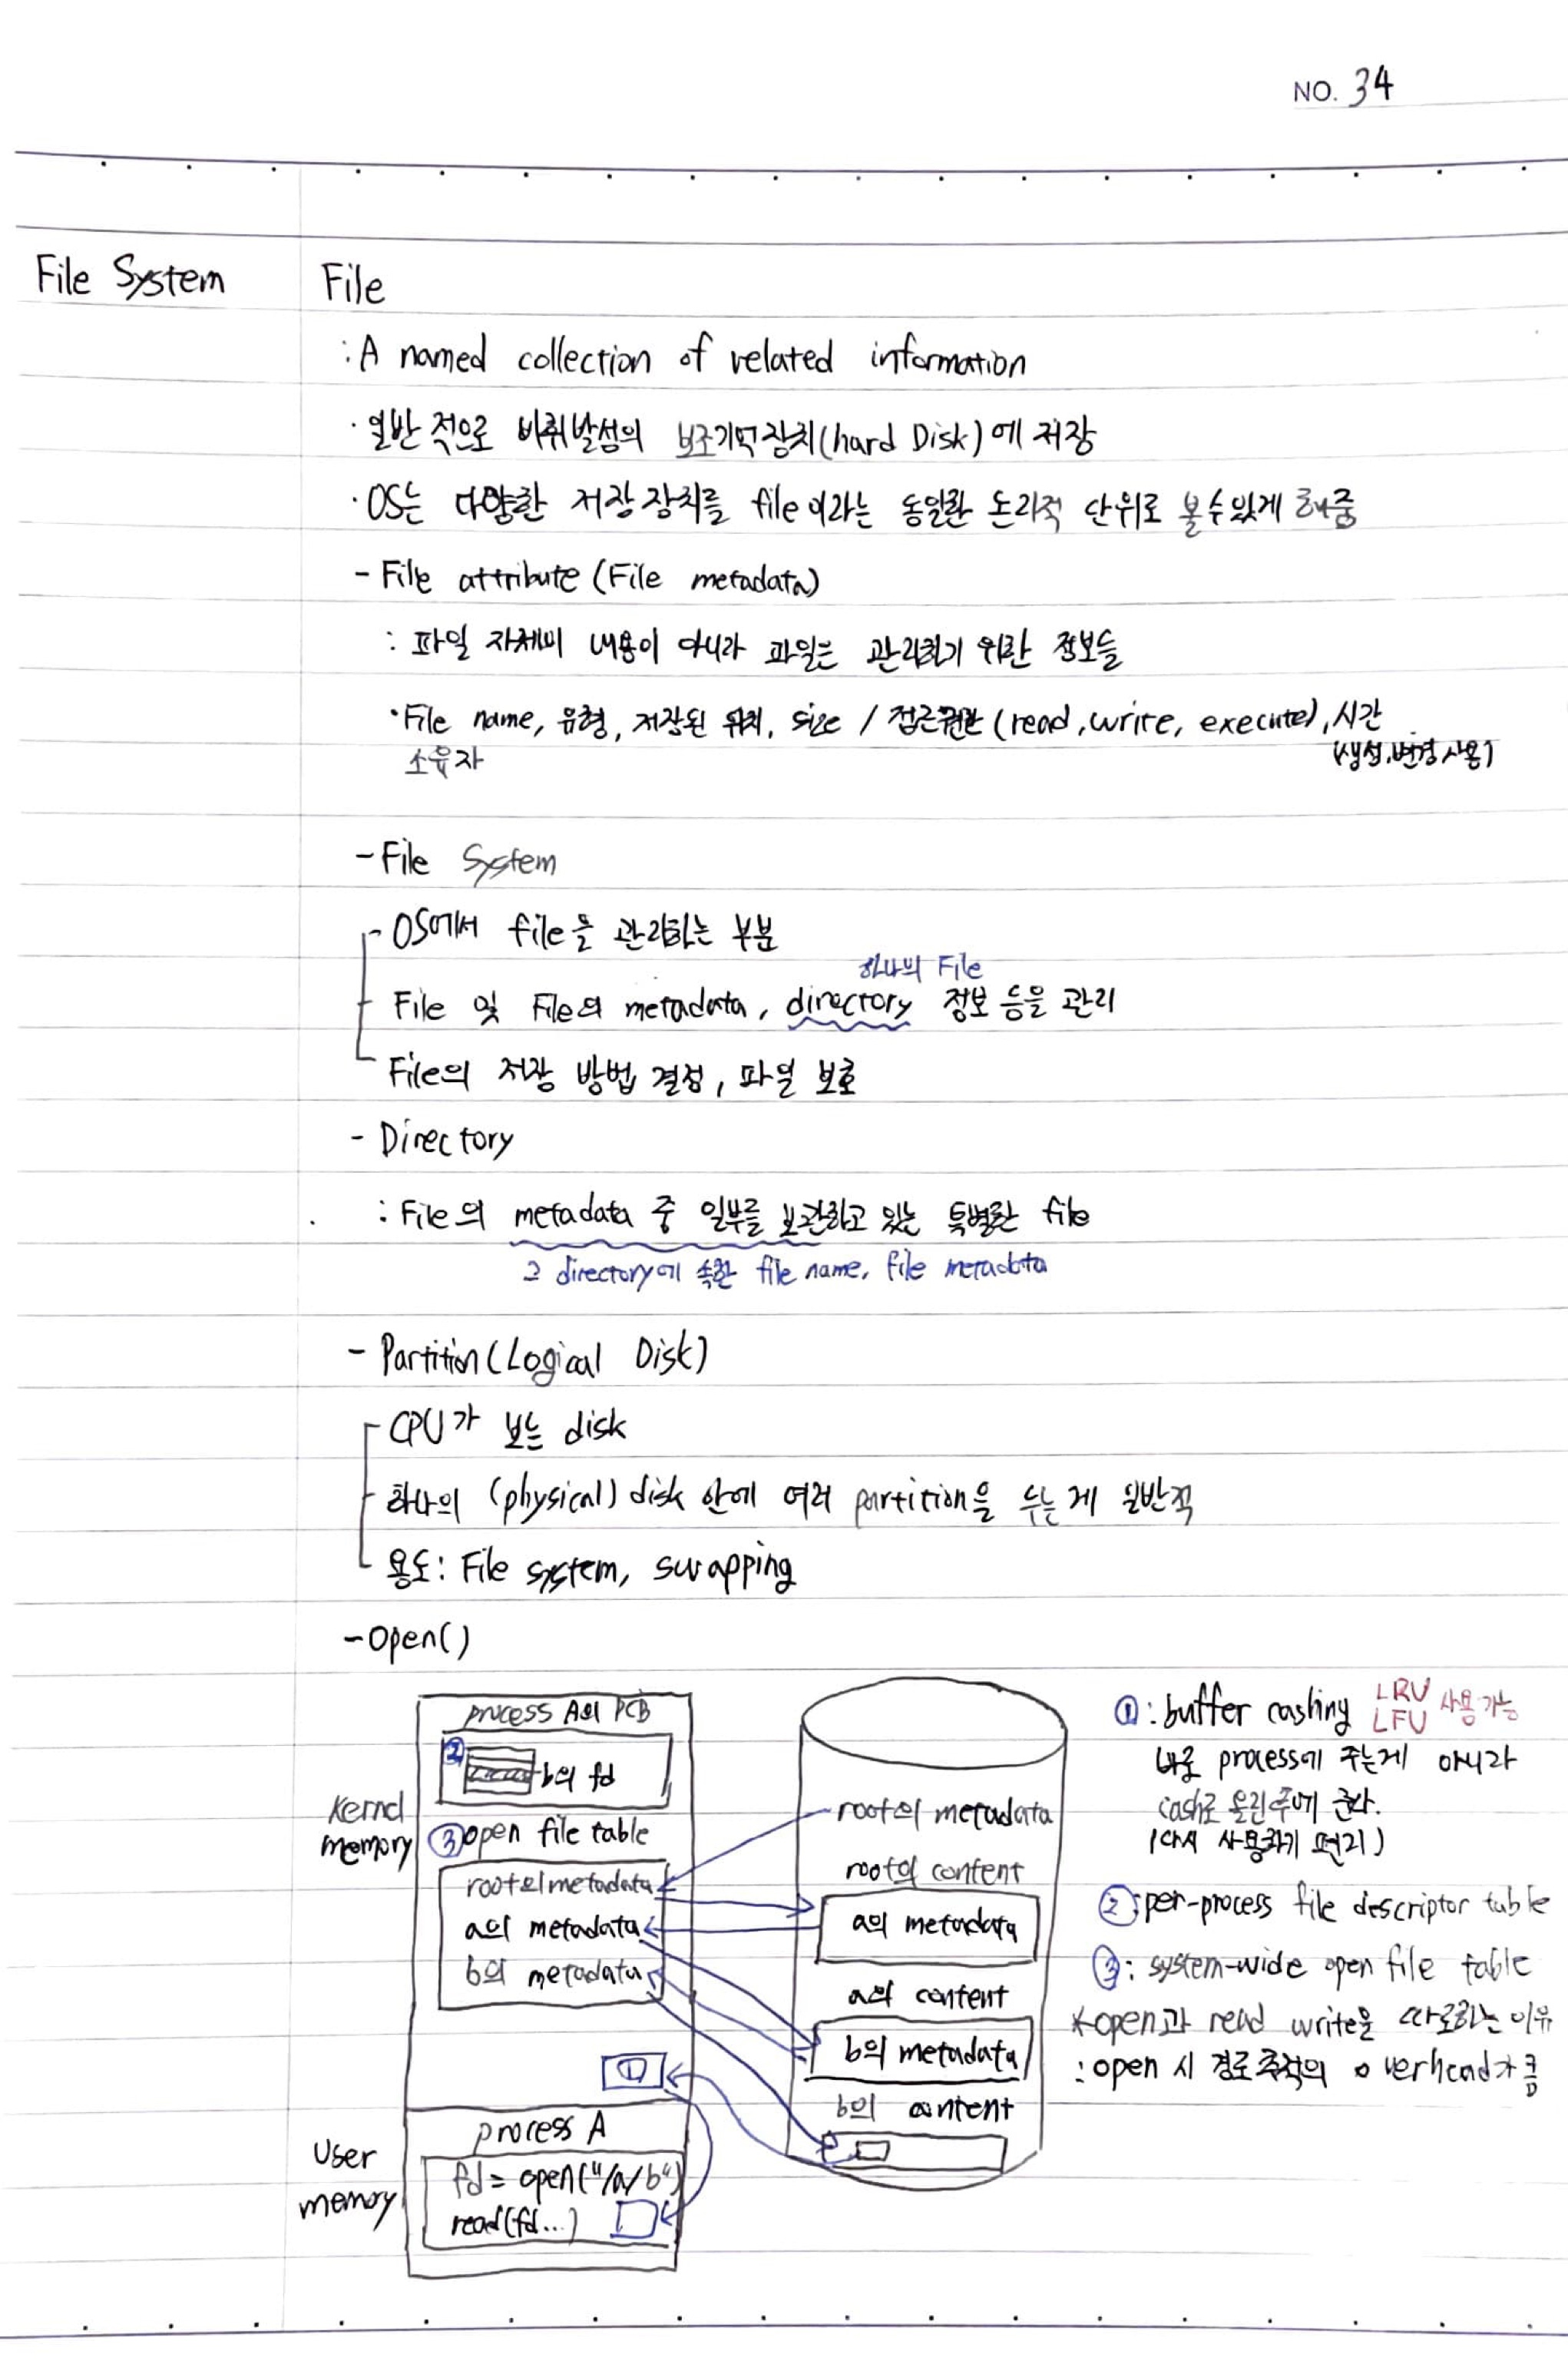 NO. 34
File System
File
: A named collection of related information
· 일반적으로 비휘발성의 보조기억장치(hard Disk)에 저장
· OS는 다양한 저장장치를 file이라는 동일한 논리적 단위로 볼 수 있게 해줌
- File attribute (File metadata)
: 파일 자체의 내용이 아니라 파일을 관리하기 위한 정보들
· File name, 유형, 저장된 위치, size / 접근권한 (read, write, execute), 시간
(생성, 변경, 사용)
소유자
- File System
- OS에서 file을 관리하는 부분
하나의 File
File 및 File의 metadata, directory 정보 등을 관리
File의 저장 방법 결정, 파일 보호
- Directory
: File의 metadata 중 일부를 보관하고 있는 특별한 file
그 directory에 속한 file name, file metadata
- Partition (Logical Disk)
CPU가 보는 disk
하나의 (physical) disk 안에 여러 partition을 두는 게 일반적
용도: File system, swapping
- Open()
Kernel
memory
process A의 PCB
② b의 fd
③ open file table
root의 metadata
a의 metadata
b의 metadata
①
User
memory
process A
fd = open("/a/b")
read(fd...)
root의 metadata
root의 content
a의 metadata
a의 content
b의 metadata
b의 content
①: buffer cashing LRU LFU 사용가능
바로 process에 주는게 아니라
cash로 올린 후에 준다.
(다시 사용하기 편리)
②: per-process file descriptor table
③: system-wide open file table
* open과 read write을 따로하는 이유
: open 시 경로추적의 overhead가 큼